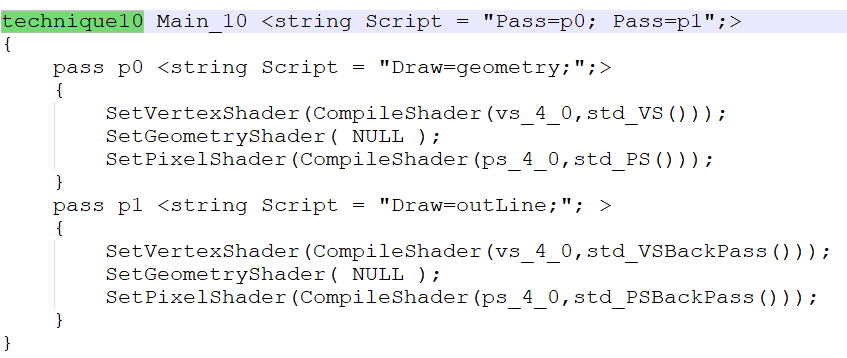 technique10 Main_10 <string Script = "Pass=p0; Pass=p1";>
{
    pass p0 <string Script = "Draw=geometry;";>
    {
        SetVertexShader(CompileShader(vs_4_0,std_VS()));
        SetGeometryShader( NULL );
        SetPixelShader(CompileShader(ps_4_0,std_PS()));
    }
    pass p1 <string Script = "Draw=outLine;"; >
    {
        SetVertexShader(CompileShader(vs_4_0,std_VSBackPass()));
        SetGeometryShader( NULL );
        SetPixelShader(CompileShader(ps_4_0,std_PSBackPass()));
    }
}